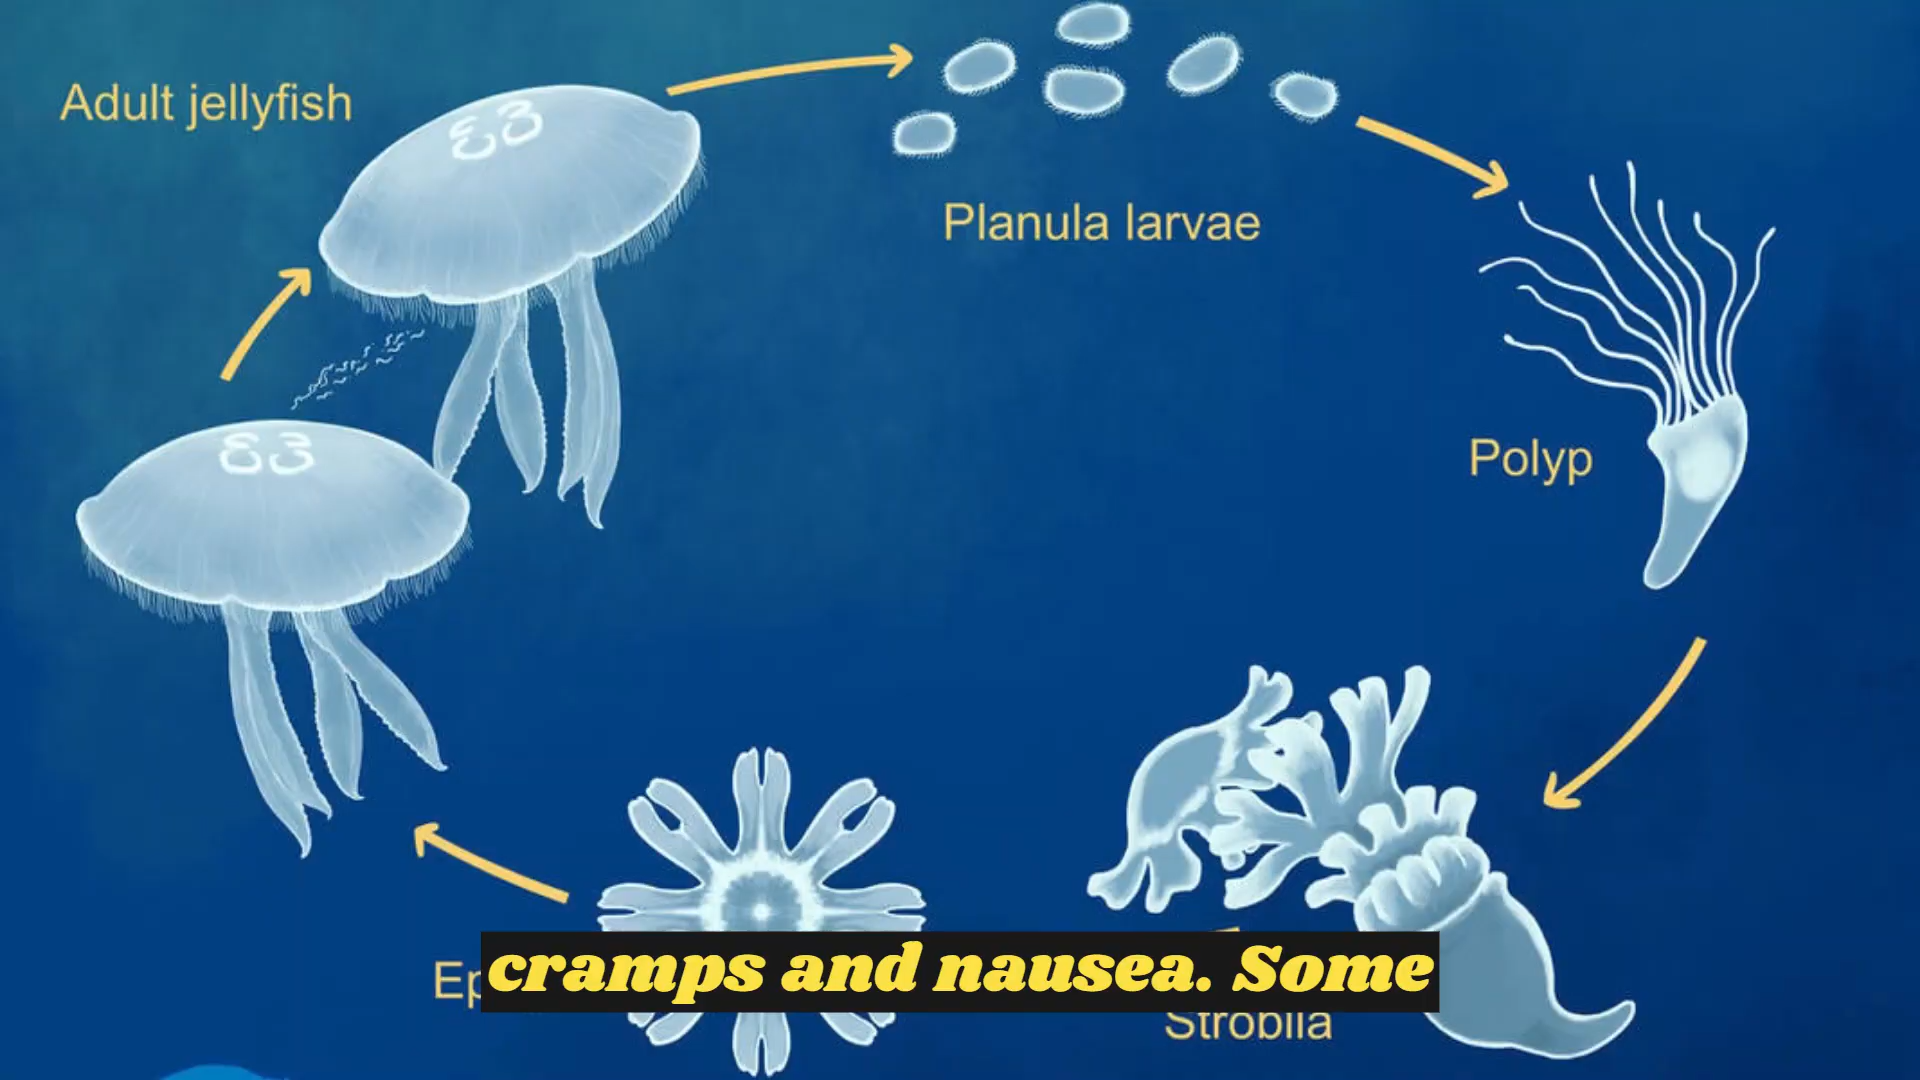 Adult jellyfish
Planula larvae
Polyp
cramps and nausea. Some
Strobila